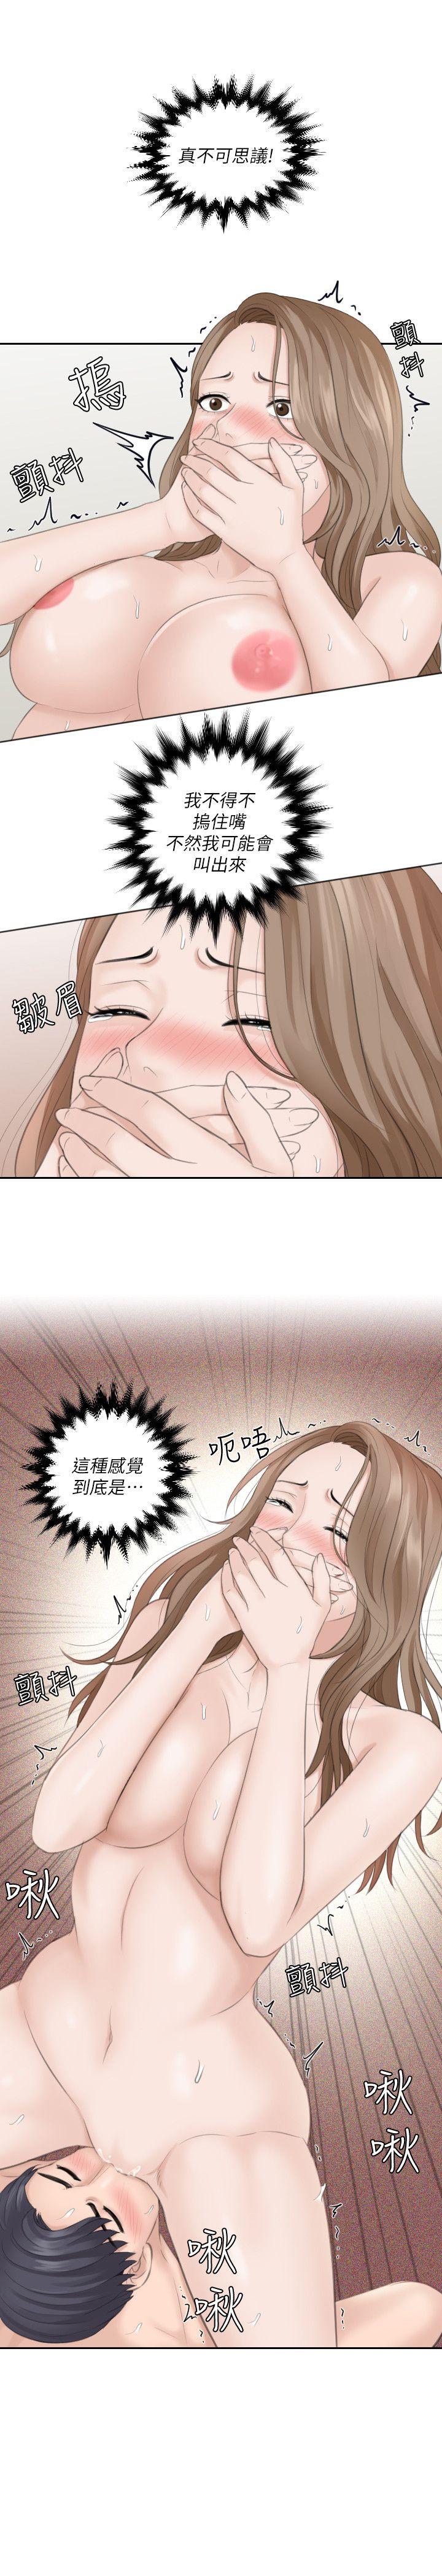 真不可思議!
顫
抖
摀
顫抖
我不得不
摀住嘴
不然我可能會
叫出來
皺眉
呃唔
這種感覺
到底是…
顫抖
啾
顫抖
啾
啾
啾
啾